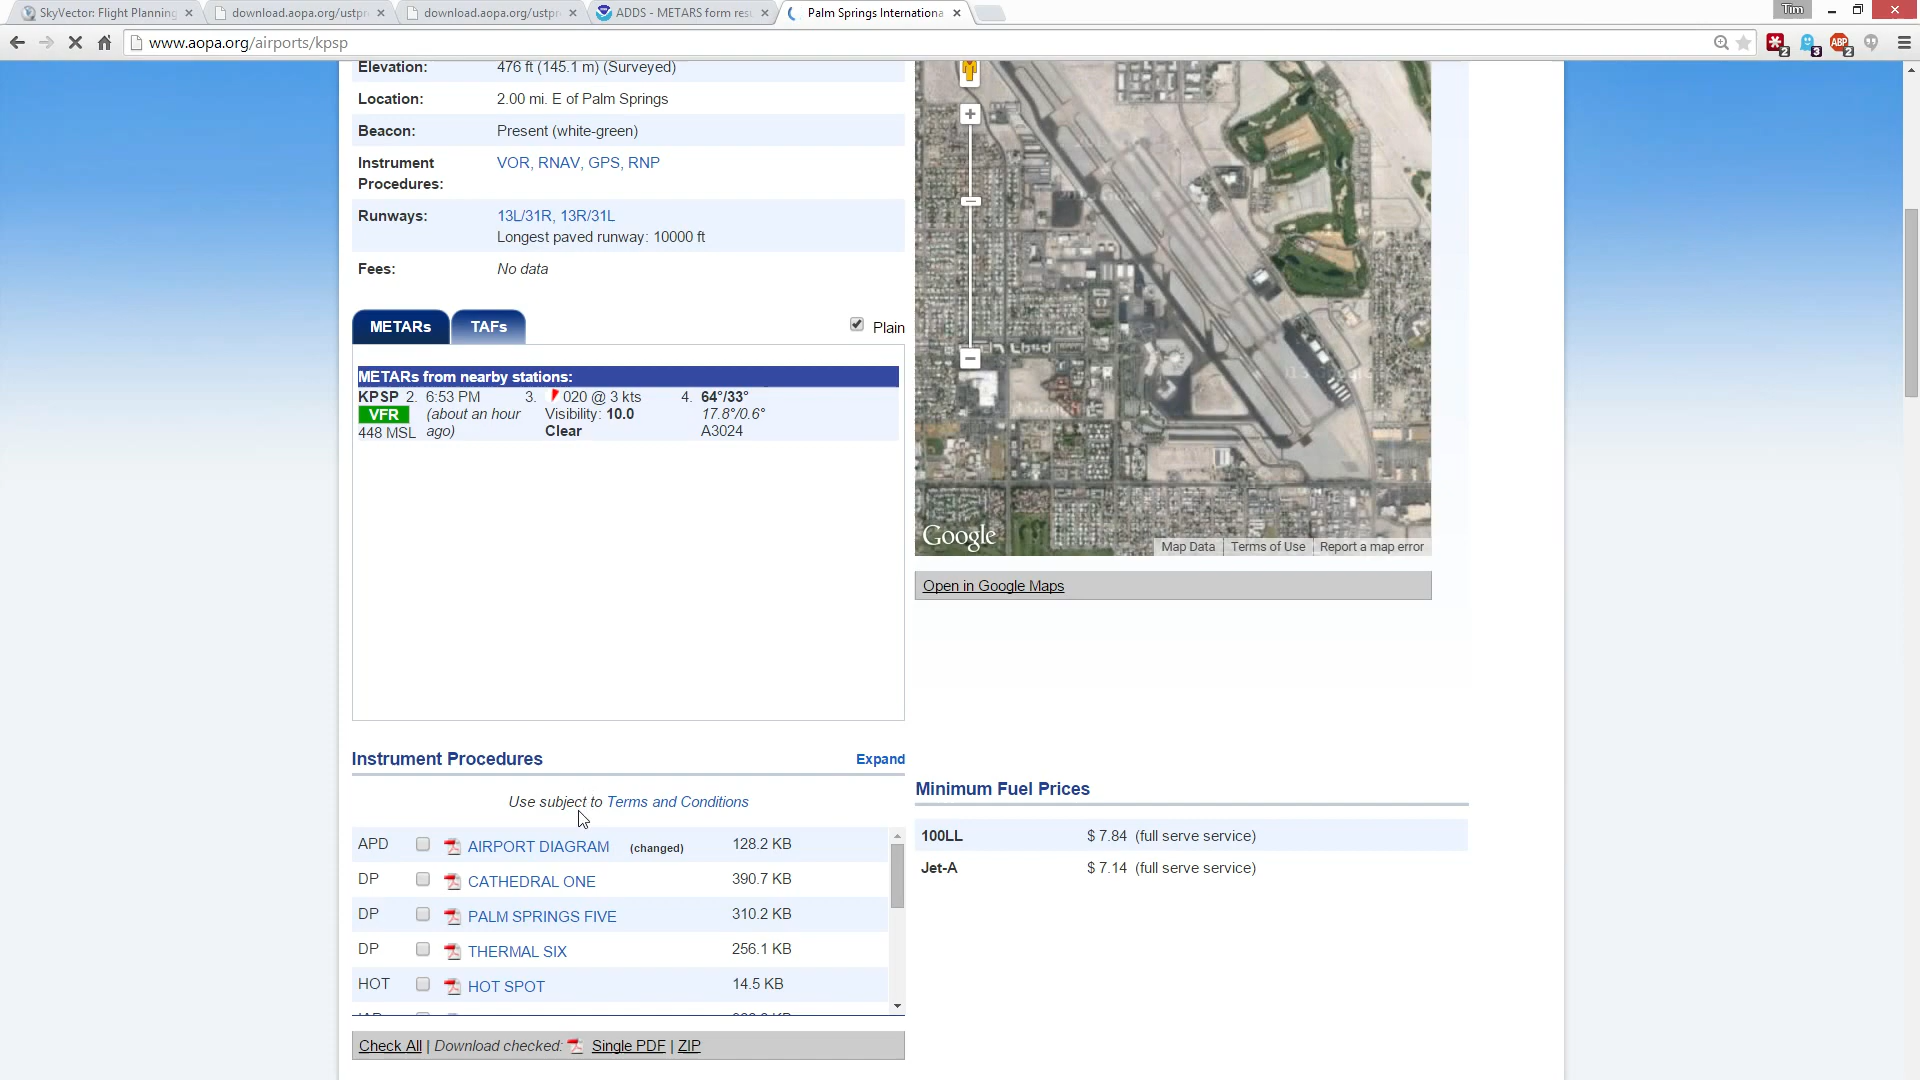 SkyVector: Flight Planning
download.aopa.org/ustpr
download.aopa.org/ustpr
ADDS - METARS form resu
Palm Springs Internationa
Tim
www.aopa.org/airports/kpsp
2
3
ABP
2
Elevation: 476 ft (145.1 m) (Surveyed)
Location: 2.00 mi. E of Palm Springs
Beacon: Present (white-green)
Instrument Procedures: VOR, RNAV, GPS, RNP
Runways: 13L/31R, 13R/31L
Longest paved runway: 10000 ft
Fees: No data
METARs TAFs Plain
METARs from nearby stations:
KPSP 2. 6:53 PM 3. 020 @ 3 kts 4. 64°/33°
VFR (about an hour Visibility: 10.0 17.8°/0.6°
448 MSL ago) Clear A3024
Google
Map Data Terms of Use Report a map error
Open in Google Maps
Instrument Procedures Expand
Use subject to Terms and Conditions
APD AIRPORT DIAGRAM (changed) 128.2 KB
DP CATHEDRAL ONE 390.7 KB
DP PALM SPRINGS FIVE 310.2 KB
DP THERMAL SIX 256.1 KB
HOT HOT SPOT 14.5 KB
Check All | Download checked: Single PDF | ZIP
Minimum Fuel Prices
100LL $ 7.84 (full serve service)
Jet-A $ 7.14 (full serve service)